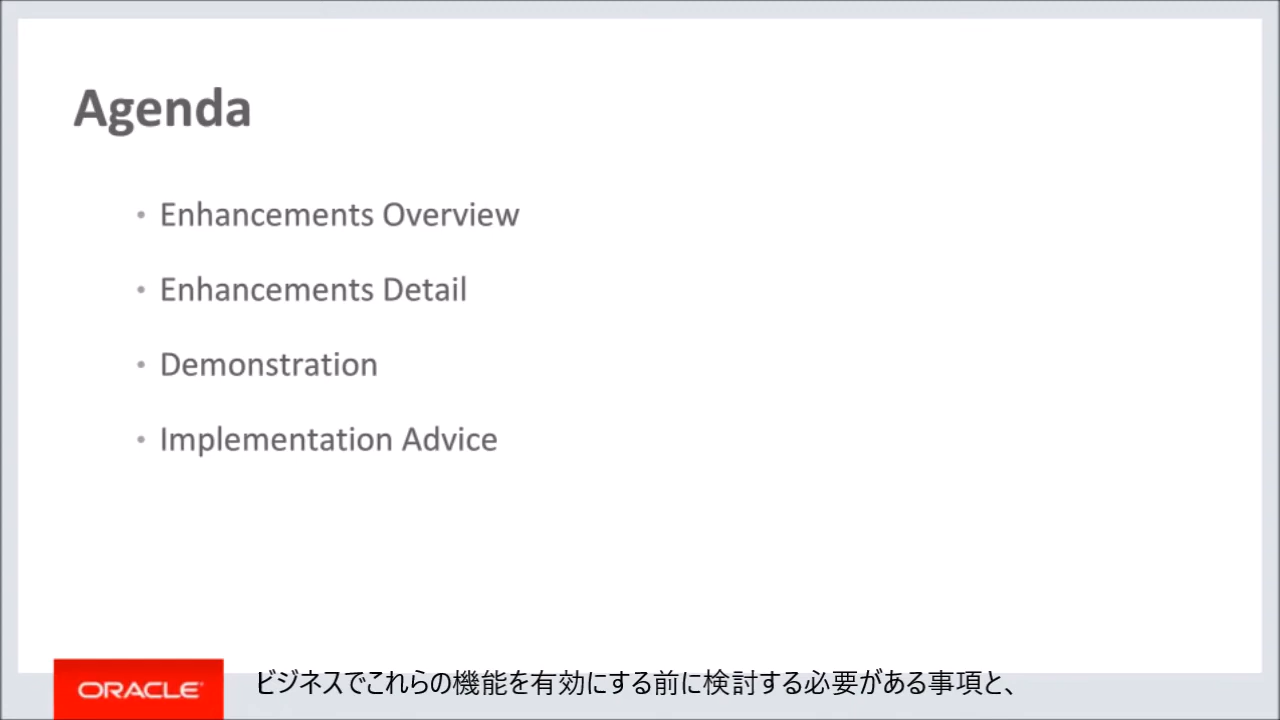 Agenda
• Enhancements Overview
• Enhancements Detail
• Demonstration
• Implementation Advice
ORACLE®
ビジネスでこれらの機能を有効にする前に検討する必要がある事項と、